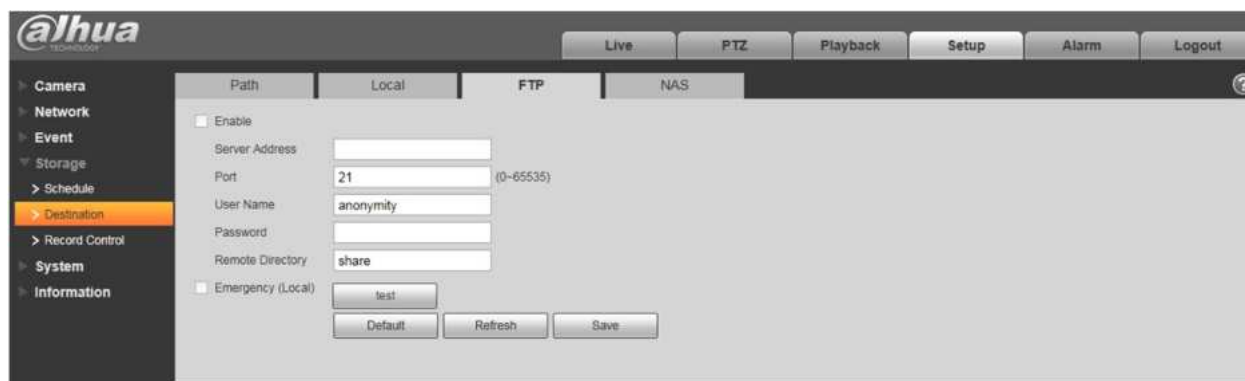 alhua
TECHNOLOGY
Live PTZ Playback Setup Alarm Logout
Camera
Network
Event
Storage
> Schedule
> Destination
> Record Control
System
Information
Path Local FTP NAS
?
Enable
Server Address
Port 21 (0~65535)
User Name anonymity
Password
Remote Directory share
Emergency (Local) test
Default Refresh Save